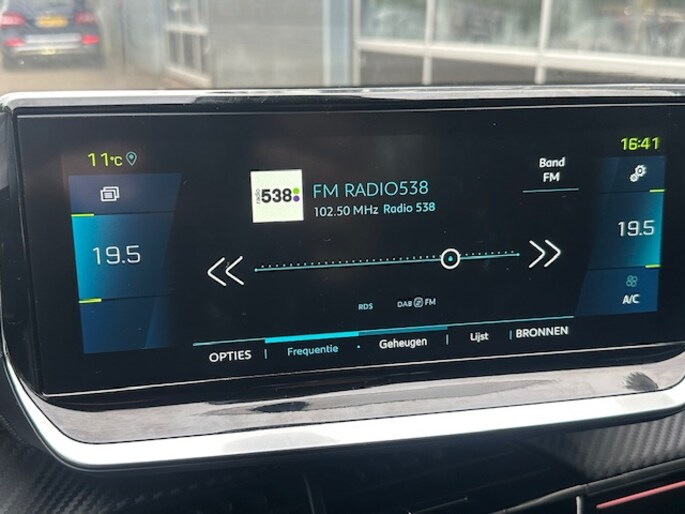 11°C
16:41
radio
538
FM RADIO538
102.50 MHz Radio 538
Band
FM
19.5
19.5
RDS
DAB FM
A/C
OPTIES | Frequentie • Geheugen | Lijst | BRONNEN